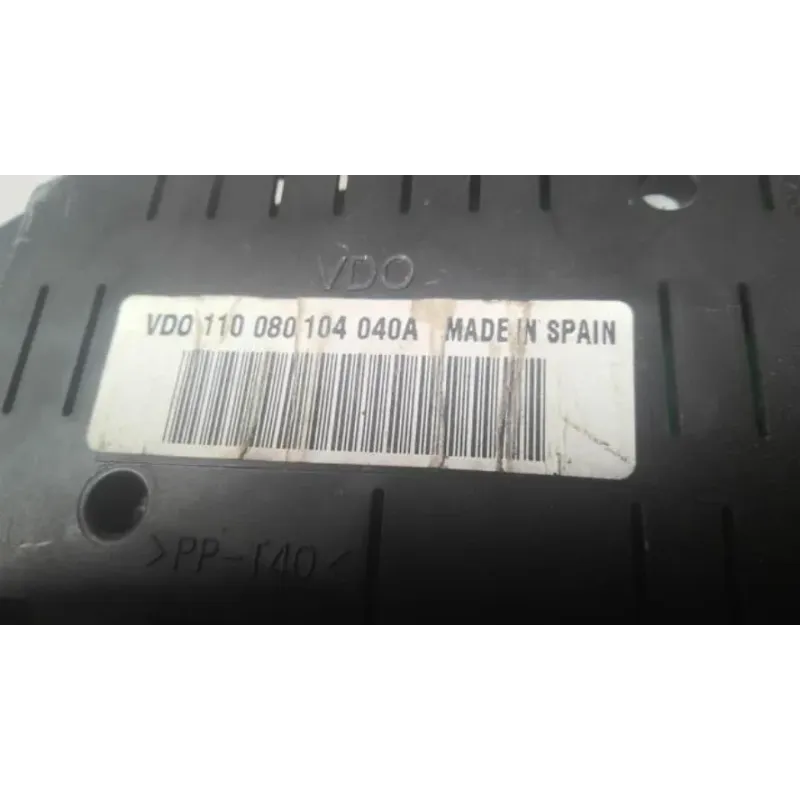 VDO
VDO 110 080 104 040A MADE IN SPAIN
>PP-T40<